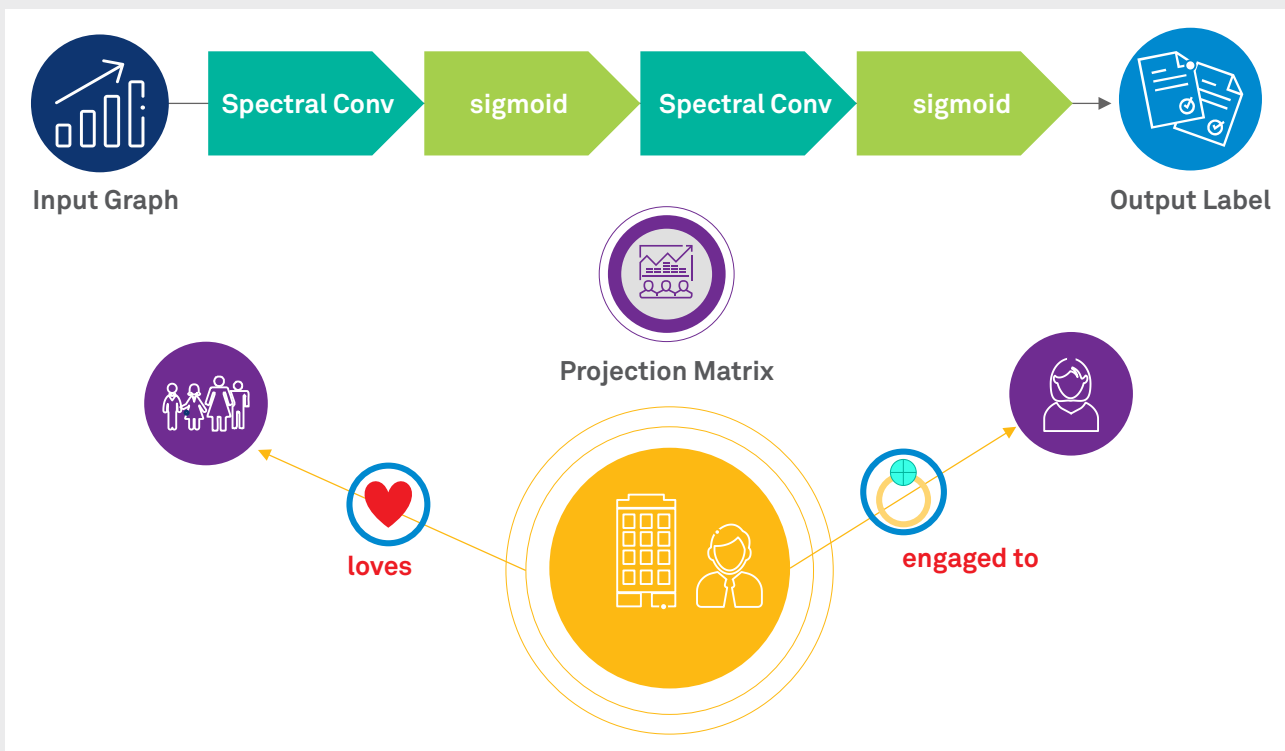 Spectral Conv
sigmoid
Spectral Conv
sigmoid
Input Graph
Output Label
Projection Matrix
loves
engaged to